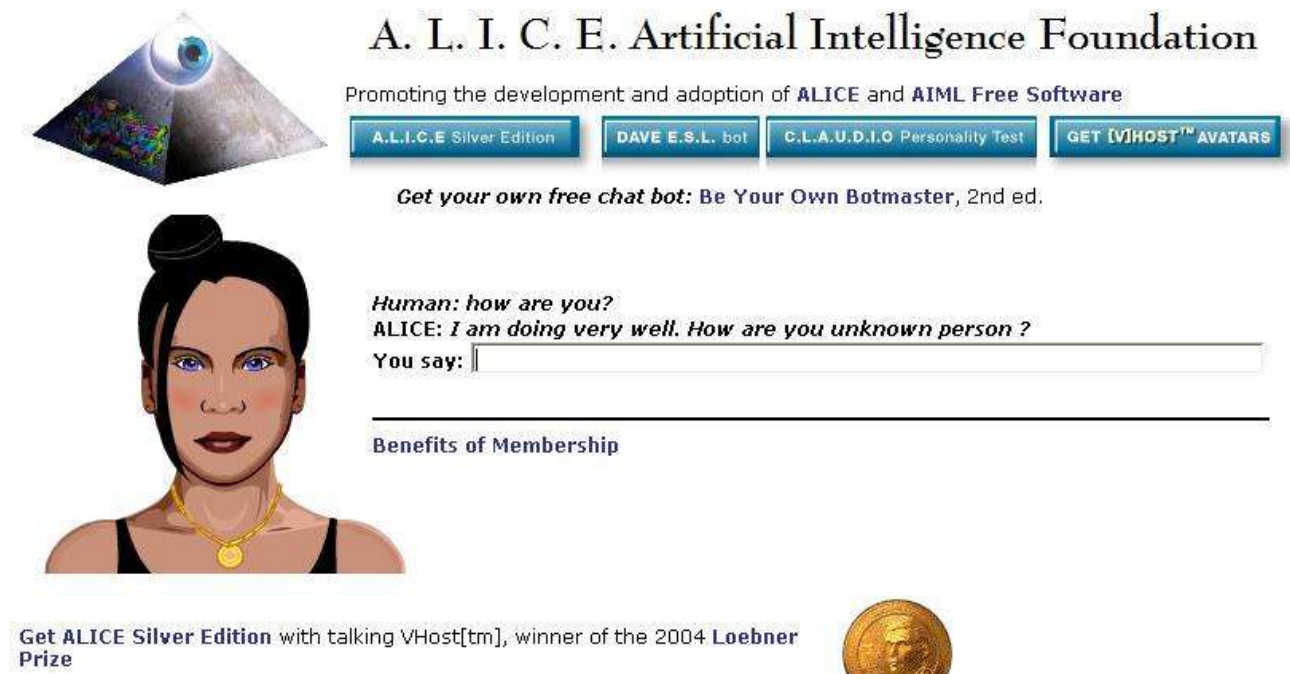 A. L. I. C. E. Artificial Intelligence Foundation
Promoting the development and adoption of ALICE and AIML Free Software
A.L.I.C.E Silver Edition DAVE E.S.L. bot C.L.A.U.D.I.O Personality Test GET [V]HOST™ AVATARS
Get your own free chat bot: Be Your Own Botmaster, 2nd ed.
Human: how are you?
ALICE: I am doing very well. How are you unknown person ?
You say:
Benefits of Membership
Get ALICE Silver Edition with talking VHost[tm], winner of the 2004 Loebner
Prize